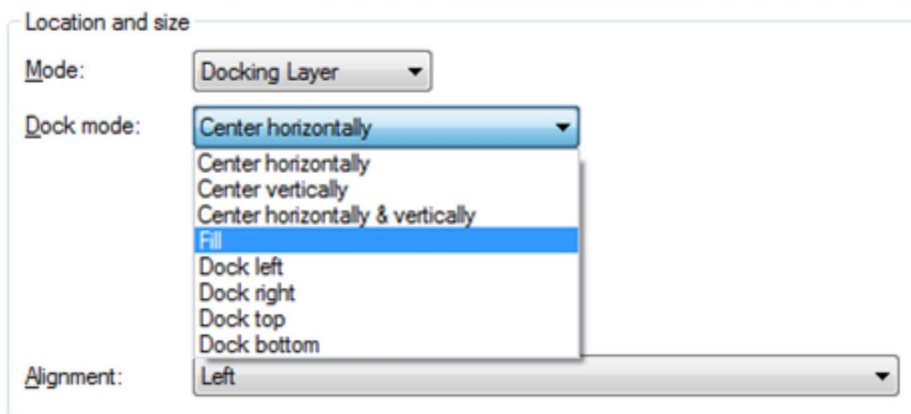 Location and size
Mode: Docking Layer
Dock mode: Center horizontally
Center horizontally
Center vertically
Center horizontally & vertically
Fill
Dock left
Dock right
Dock top
Dock bottom
Alignment: Left